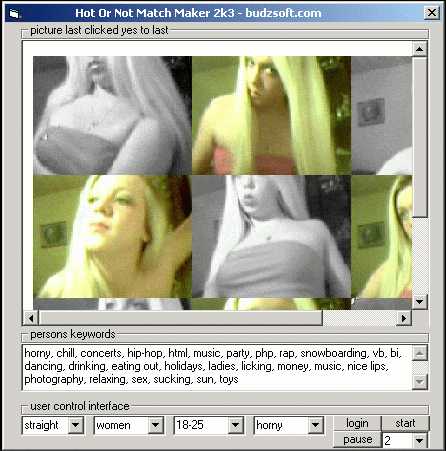 Hot Or Not Match Maker 2k3 - budzsoft.com
picture last clicked yes to last
persons keywords
horny, chill, concerts, hip-hop, html, music, party, php, rap, snowboarding, vb, bi,
dancing, drinking, eating out, holidays, ladies, licking, money, music, nice lips,
photography, relaxing, sex, sucking, sun, toys
user control interface
straight women 18-25 horny login start
pause 2